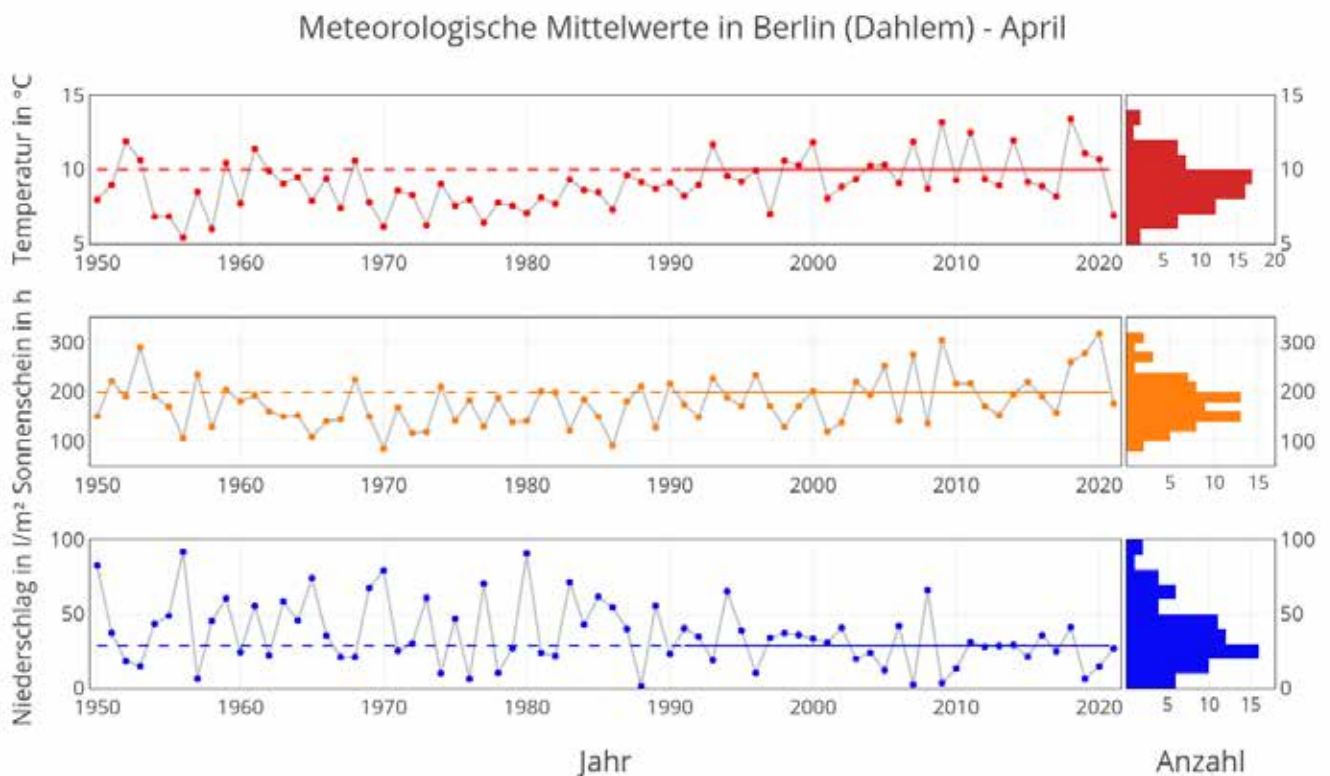 Meteorologische Mittelwerte in Berlin (Dahlem) - April
Temperatur in °C
15
10
5
1950 1960 1970 1980 1990 2000 2010 2020
15
10
5
5 10 15 20
Sonnenschein in h
300
200
100
1950 1960 1970 1980 1990 2000 2010 2020
300
200
100
5 10 15
Niederschlag in l/m²
100
50
0
1950 1960 1970 1980 1990 2000 2010 2020
100
50
0
5 10 15
Jahr
Anzahl